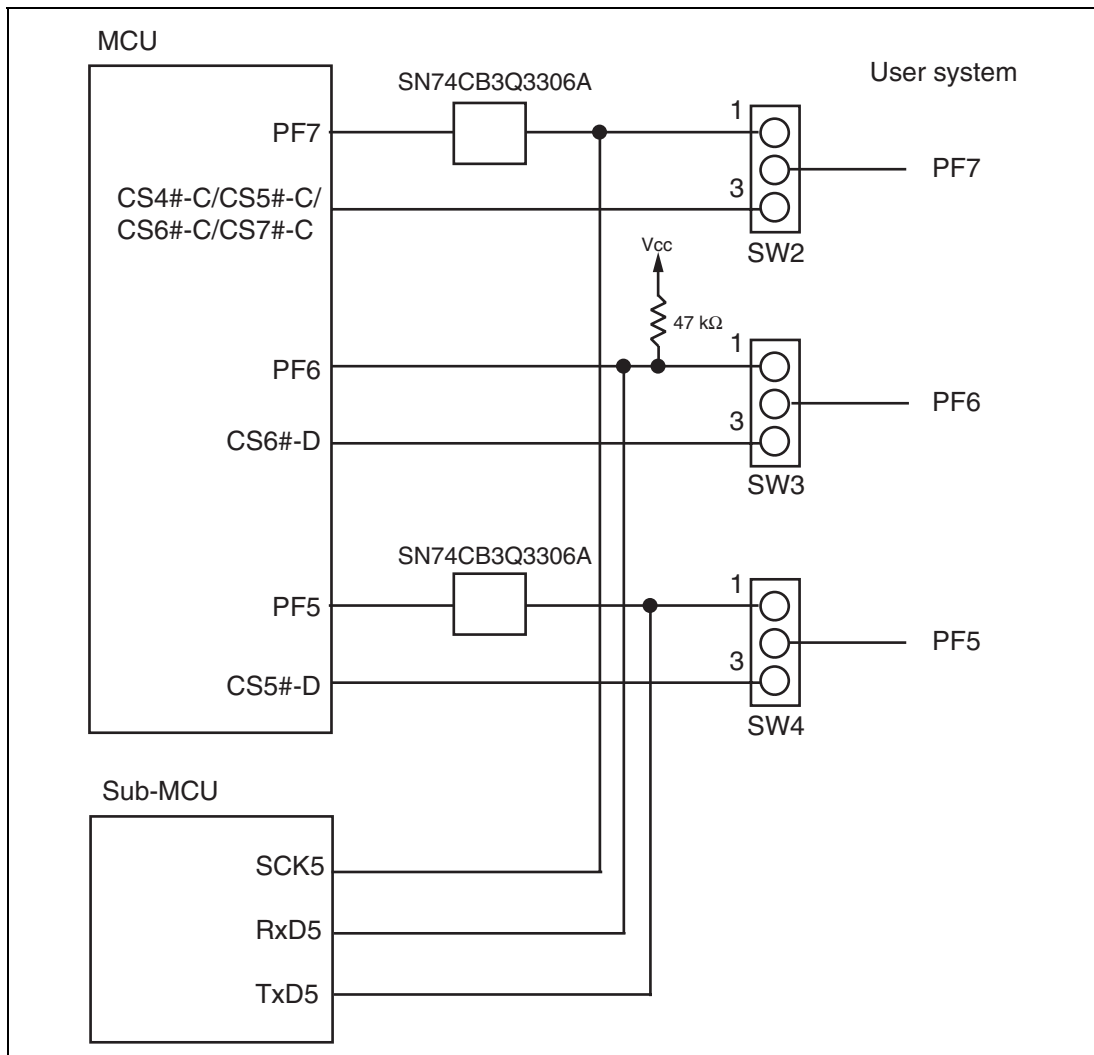 MCU
User system
SN74CB3Q3306A
PF7
1
PF7
CS4#-C/CS5#-C/
CS6#-C/CS7#-C
3
SW2
Vcc
47 kΩ
PF6
1
PF6
CS6#-D
3
SW3
SN74CB3Q3306A
PF5
1
PF5
CS5#-D
3
SW4
Sub-MCU
SCK5
RxD5
TxD5